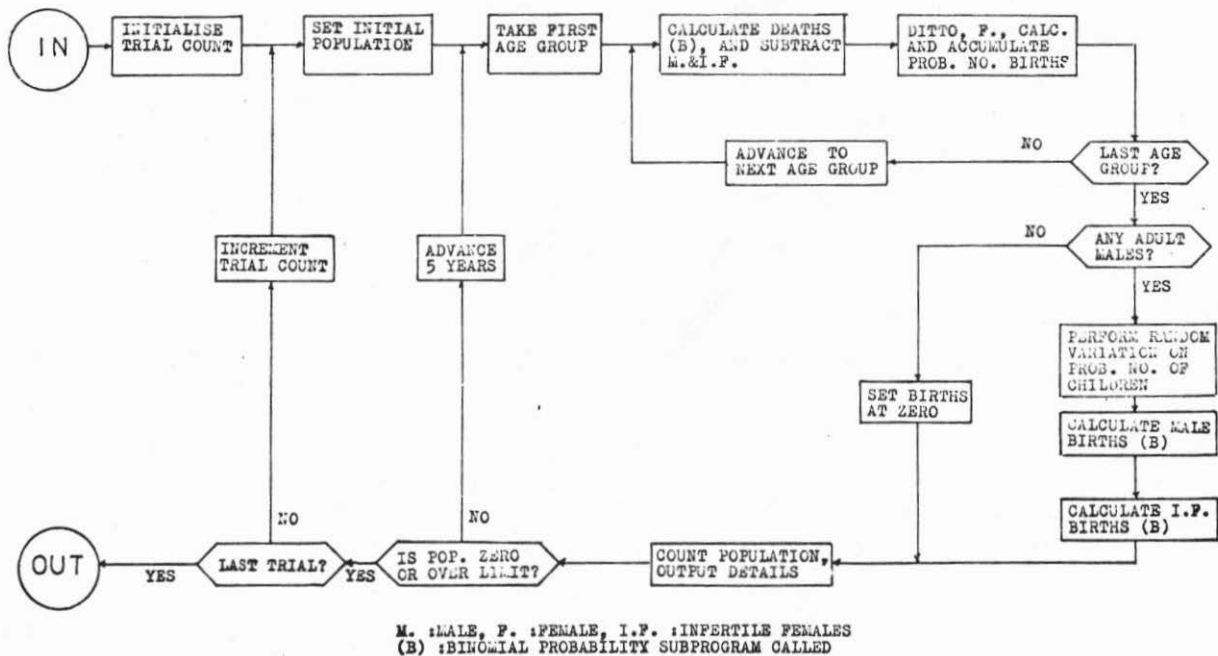 IN
INITIALISE
TRIAL COUNT
SET INITIAL
POPULATION
TAKE FIRST
AGE GROUP
CALCULATE DEATHS
(B), AND SUBTRACT
M.&I.F.
DITTO, F., CALC.
AND ACCUMULATE
PROB. NO. BIRTHS
ADVANCE TO
NEXT AGE GROUP
NO
LAST AGE
GROUP?
YES
INCREMENT
TRIAL COUNT
ADVANCE
5 YEARS
NO
ANY ADULT
MALES?
YES
PERFORM RANDOM
VARIATION ON
PROB. NO. OF
CHILDREN
SET BIRTHS
AT ZERO
CALCULATE MALE
BIRTHS (B)
CALCULATE I.F.
BIRTHS (B)
OUT
YES
NO
LAST TRIAL?
YES
NO
IS POP. ZERO
OR OVER LIMIT?
COUNT POPULATION,
OUTPUT DETAILS
M. :MALE, F. :FEMALE, I.F. :INFERTILE FEMALES
(B) :BINOMIAL PROBABILITY SUBPROGRAM CALLED